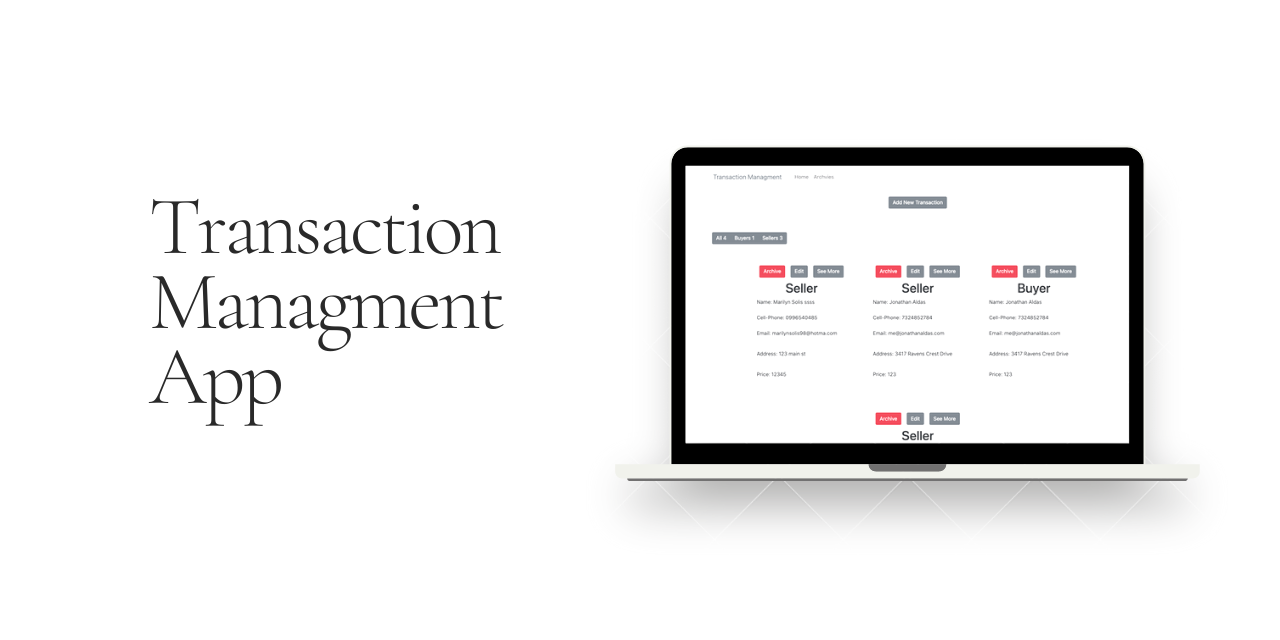 Transaction
Managment
App
Transaction Managment Home Archvies
Add New Transaction
All 4 Buyers 1 Sellers 3
Archive Edit See More Archive Edit See More Archive Edit See More
Seller Seller Buyer
Name: Marilyn Solis ssss Name: Jonathan Aldas Name: Jonathan Aldas
Cell-Phone: 0986540485 Cell-Phone: 7324852784 Cell-Phone: 7324852784
Email: marilynsolis98@hotma.com Email: me@jonathanaldas.com Email: me@jonathanaldas.com
Address: 123 main st Address: 3417 Ravens Crest Drive Address: 3417 Ravens Crest Drive
Price: 12345 Price: 123 Price: 123
Archive Edit See More
Seller